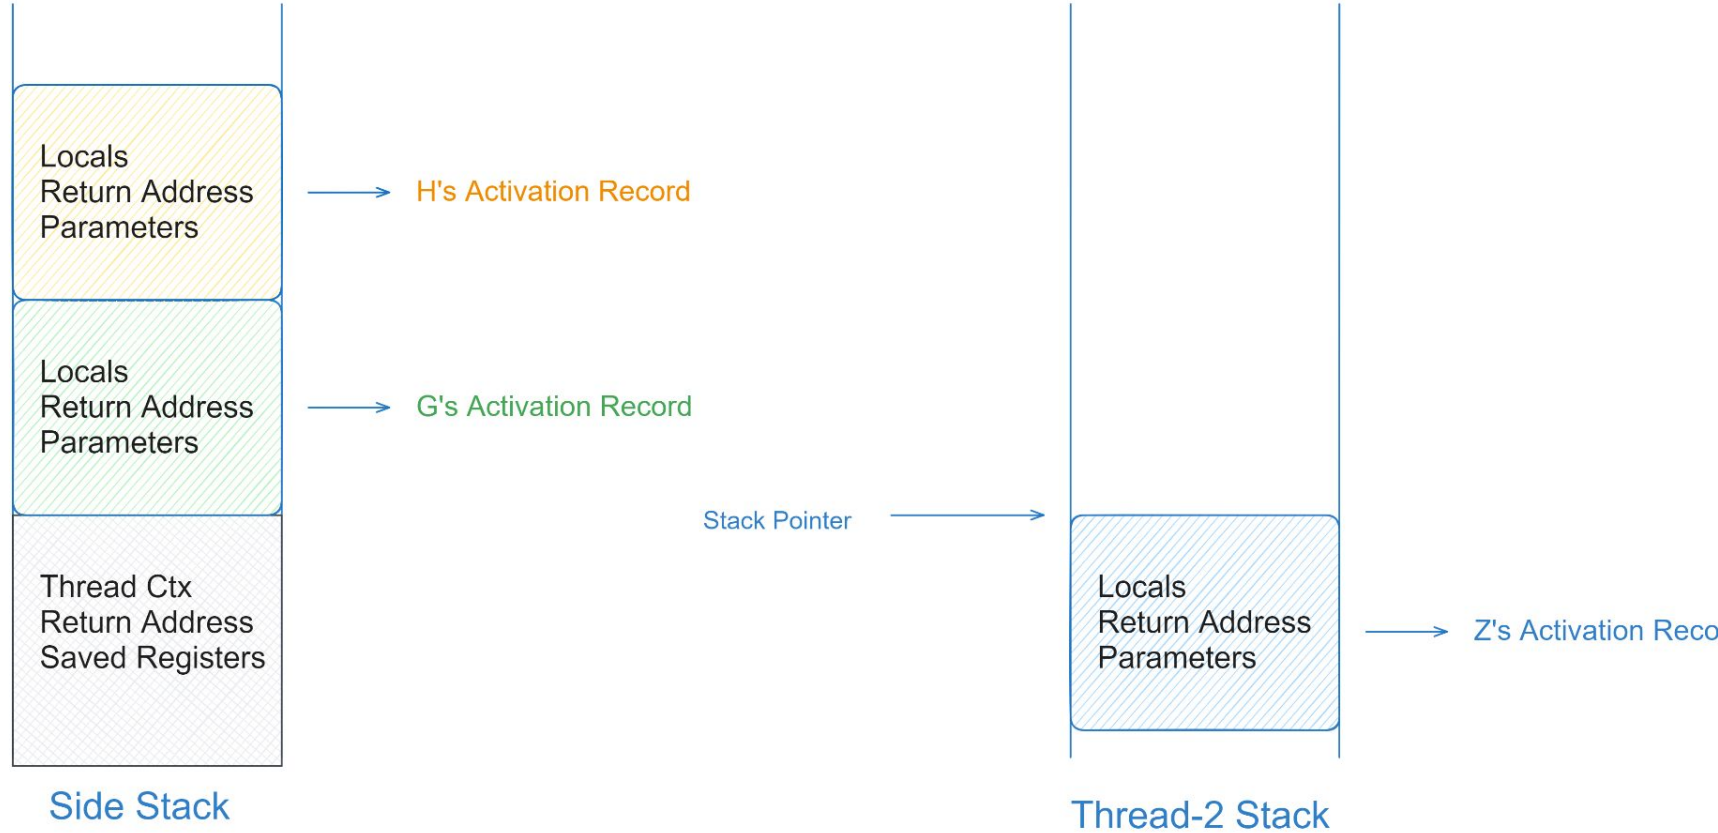 Locals
Return Address
Parameters
H's Activation Record
Locals
Return Address
Parameters
G's Activation Record
Thread Ctx
Return Address
Saved Registers
Side Stack
Stack Pointer
Locals
Return Address
Parameters
Z's Activation Reco
Thread-2 Stack